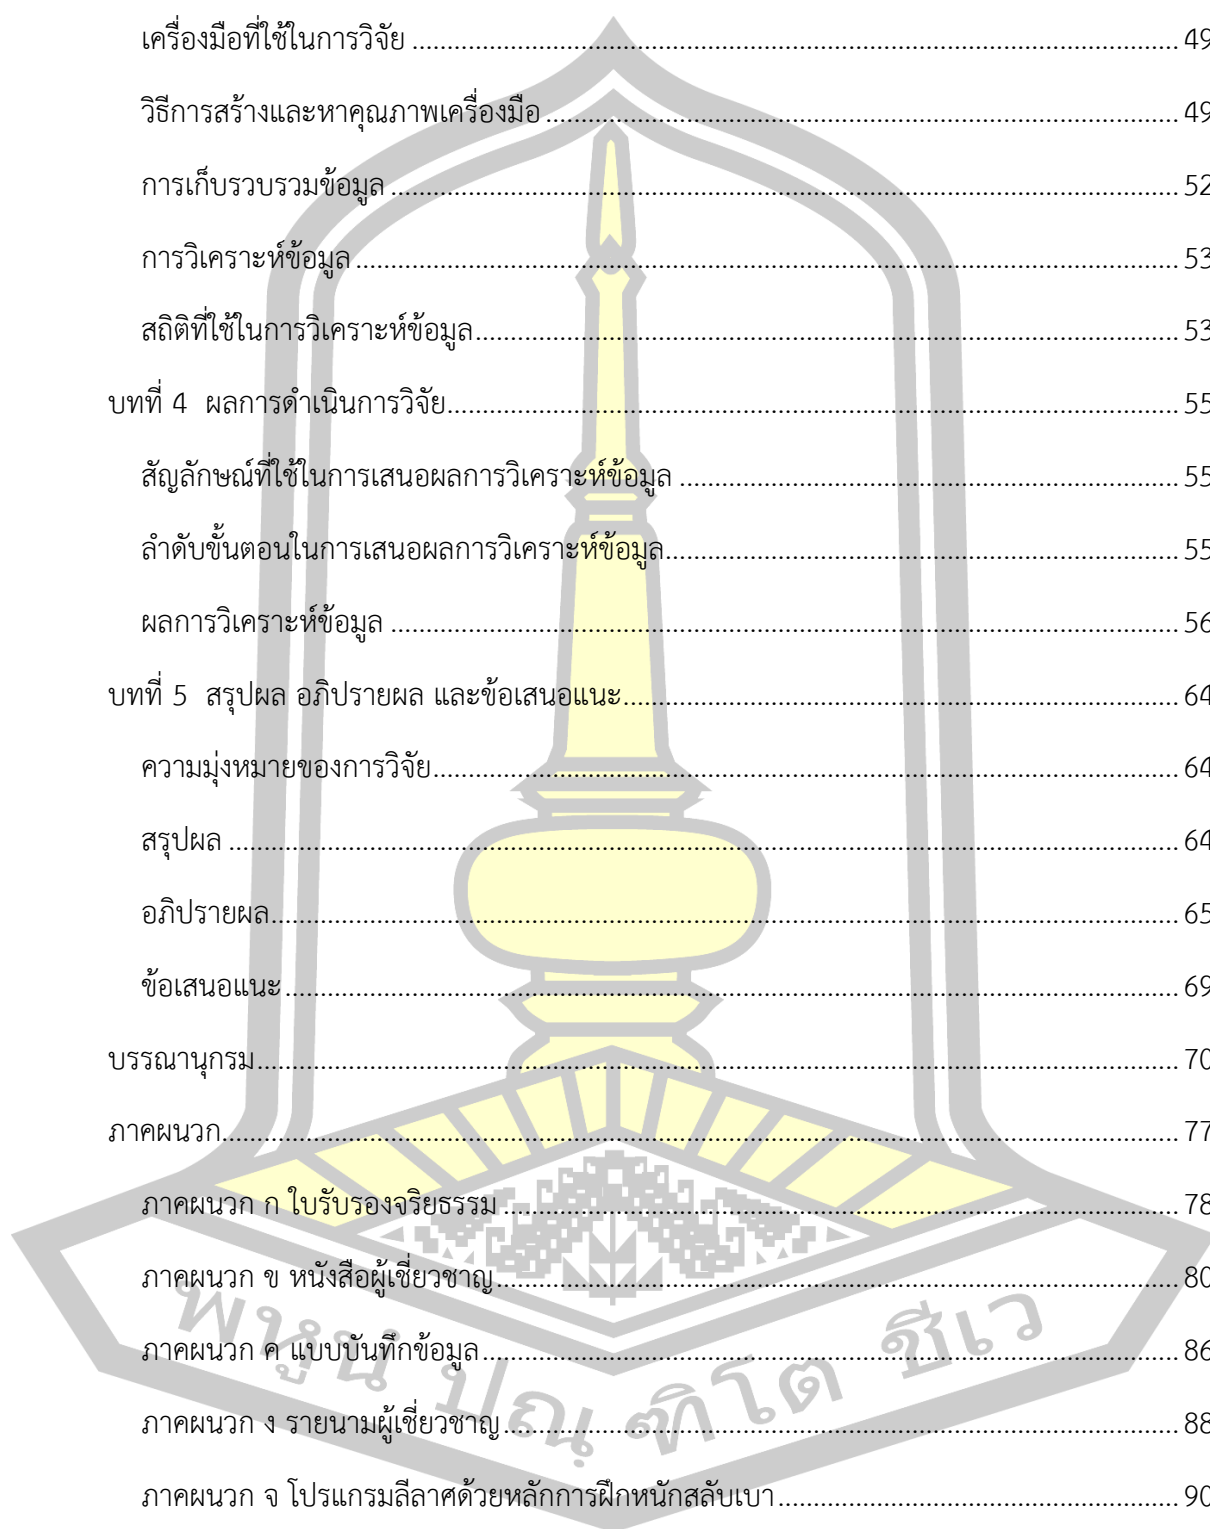 เครื่องมือที่ใช้ในการวิจัย ........ 49
วิธีการสร้างและหาคุณภาพเครื่องมือ ........ 49
การเก็บรวบรวมข้อมูล ........ 52
การวิเคราะห์ข้อมูล ........ 53
สถิติที่ใช้ในการวิเคราะห์ข้อมูล ........ 53
บทที่ 4 ผลการดำเนินการวิจัย ........ 55
สัญลักษณ์ที่ใช้ในการเสนอผลการวิเคราะห์ข้อมูล ........ 55
ลำดับขั้นตอนในการเสนอผลการวิเคราะห์ข้อมูล ........ 55
ผลการวิเคราะห์ข้อมูล ........ 56
บทที่ 5 สรุปผล อภิปรายผล และข้อเสนอแนะ ........ 64
ความมุ่งหมายของการวิจัย ........ 64
สรุปผล ........ 64
อภิปรายผล ........ 65
ข้อเสนอแนะ ........ 69
บรรณานุกรม ........ 70
ภาคผนวก ........ 77
ภาคผนวก ก ใบรับรองจริยธรรม ........ 78
ภาคผนวก ข หนังสือผู้เชี่ยวชาญ ........ 80
ภาคผนวก ค แบบบันทึกข้อมูล ........ 86
ภาคผนวก ง รายนามผู้เชี่ยวชาญ ........ 88
ภาคผนวก จ โปรแกรมลีลาศด้วยหลักการฝึกหนักสลับเบา ........ 90
พหูนํ ปณฺฑิโต ชีเว